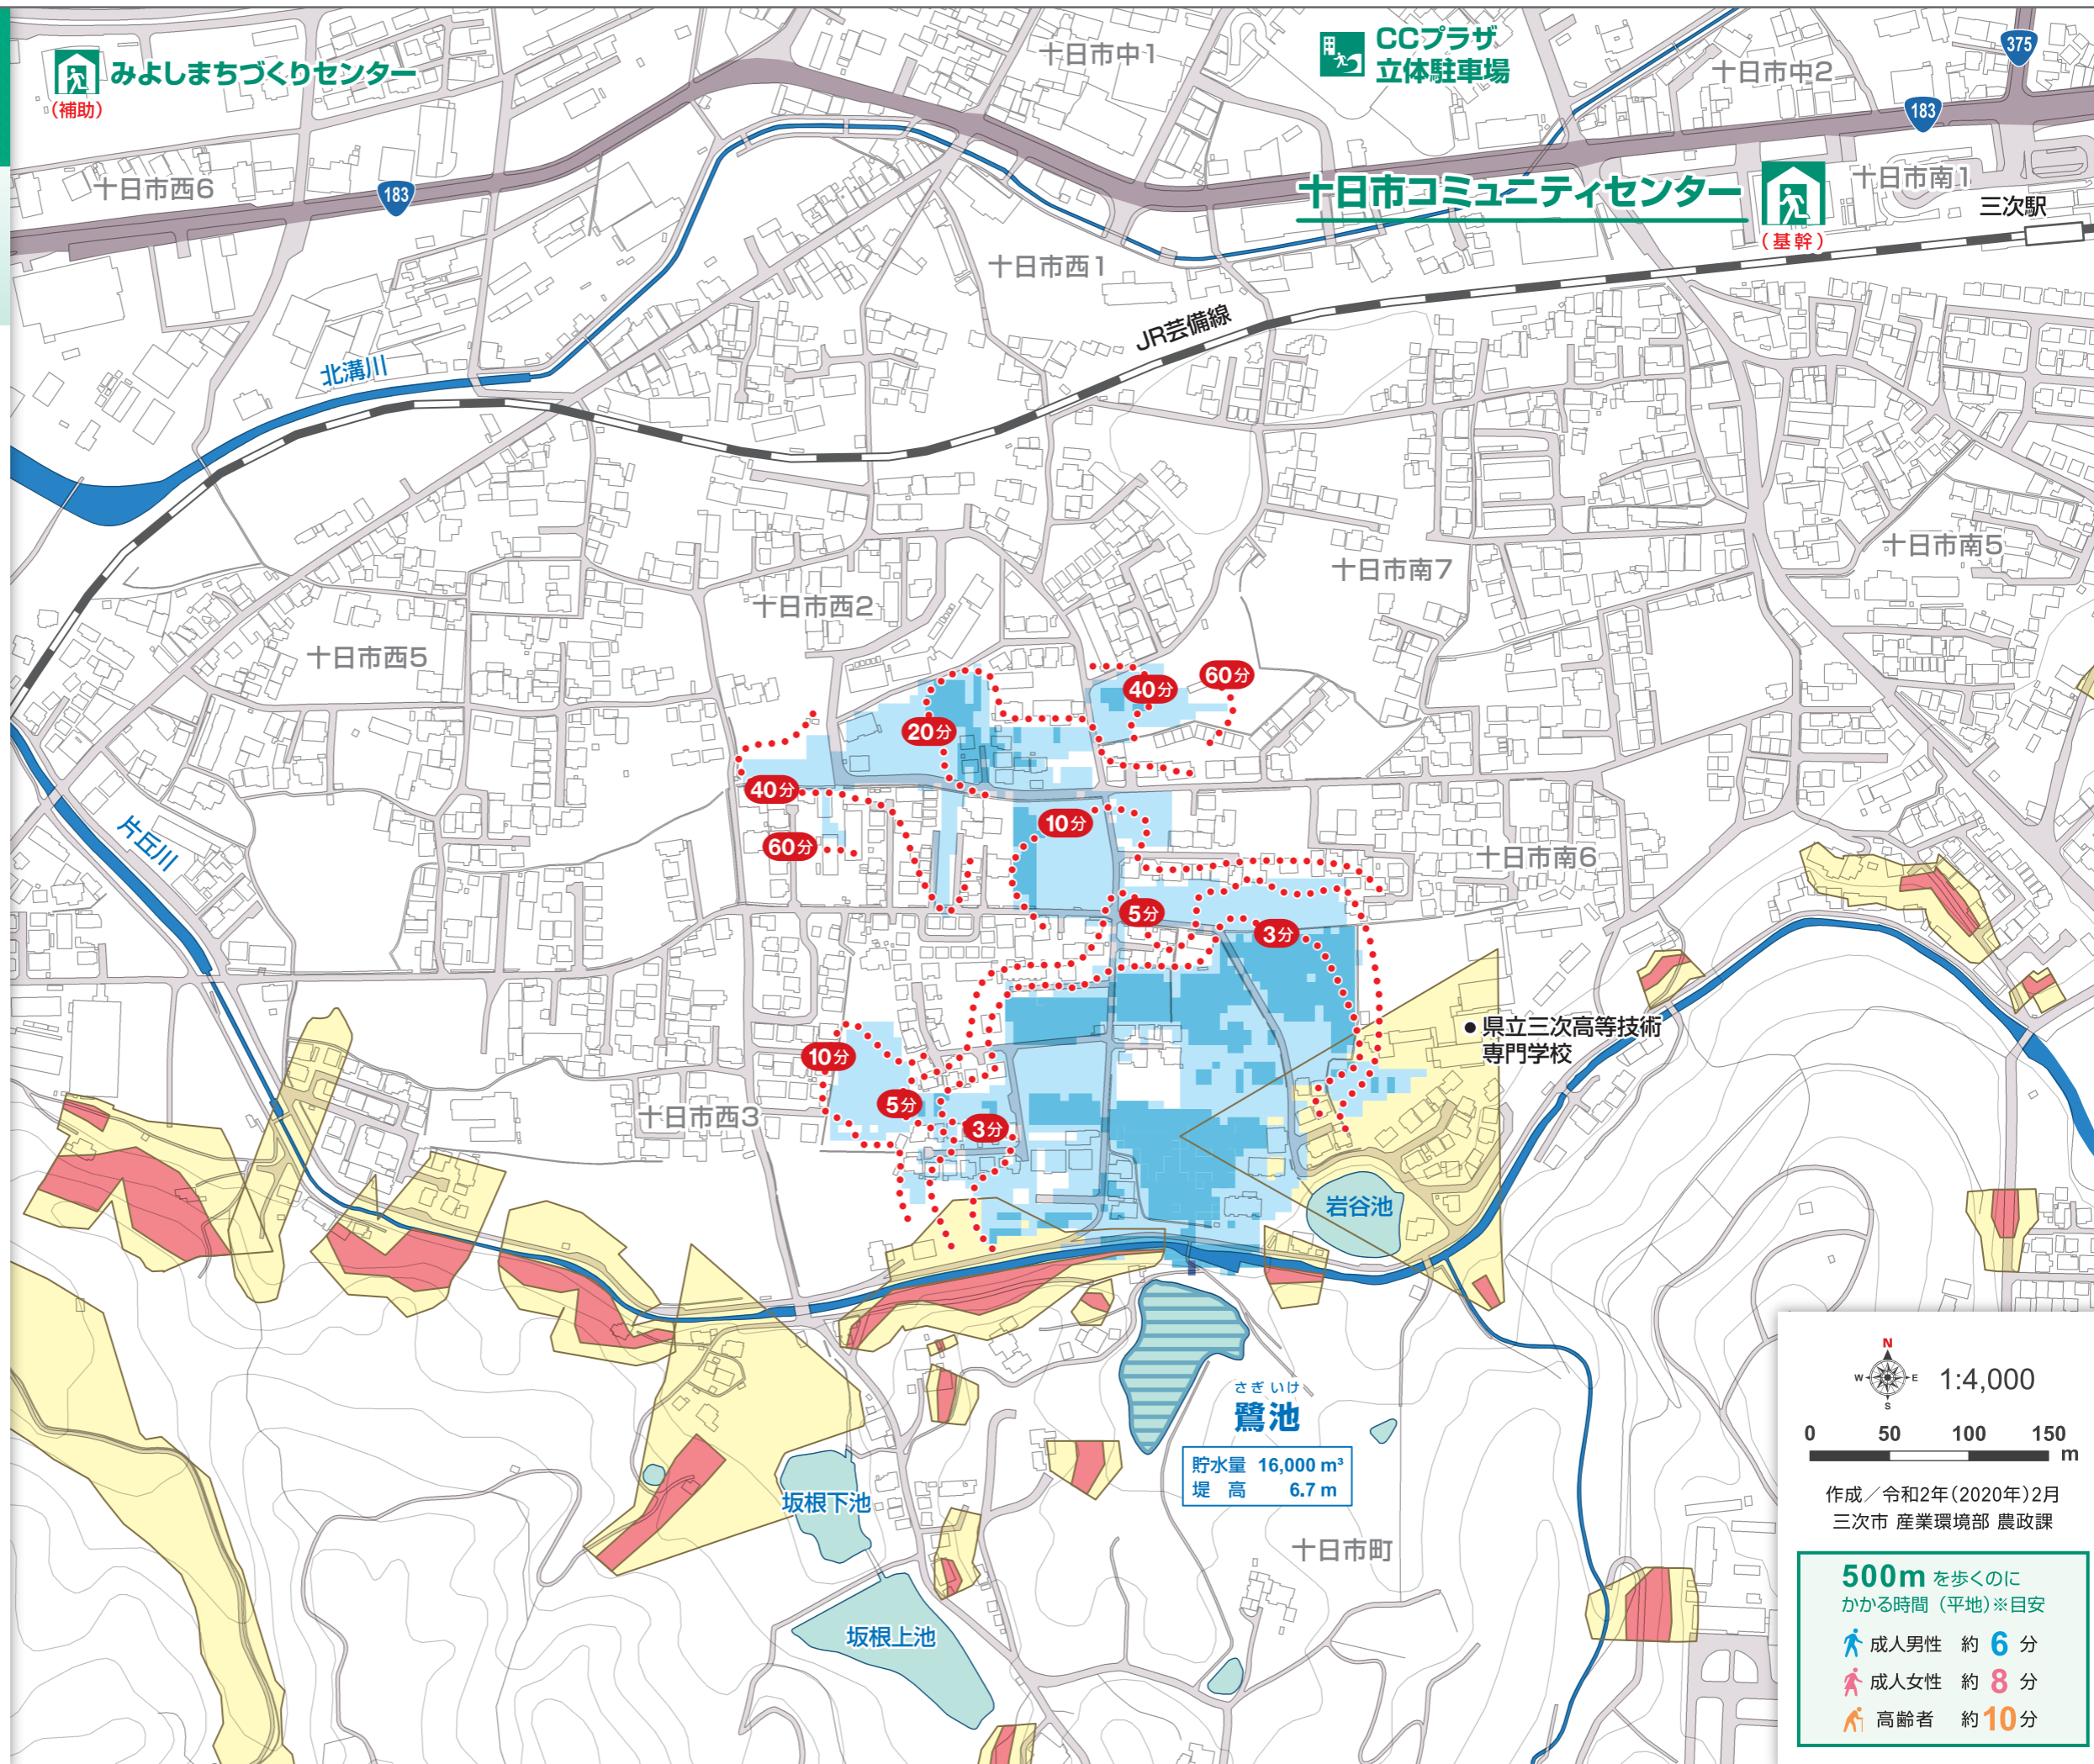 みよしまちづくりセンター
(補助)
十日市中1
CCプラザ
立体駐車場
十日市中2
375
183
十日市西6
183
十日市コミュニティセンター
(基幹)
十日市南1
三次駅
十日市西1
JR芸備線
北溝川
十日市南5
十日市南7
十日市西2
十日市西5
60分
40分
20分
40分
10分
60分
片丘川
十日市南6
5分
3分
県立三次高等技術
専門学校
10分
5分
3分
十日市西3
岩谷池
さぎいけ
鷺池
貯水量 16,000 m³
堤 高 6.7 m
坂根下池
十日市町
坂根上池
N
W E
S
1:4,000
0 50 100 150
m
作成/令和2年(2020年)2月
三次市 産業環境部 農政課
500m を歩くのに
かかる時間(平地)※目安
成人男性 約 6 分
成人女性 約 8 分
高齢者 約10分